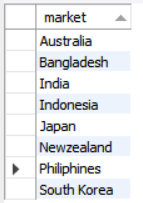 market
Australia
Bangladesh
India
Indonesia
Japan
Newzealand
Philiphines
South Korea